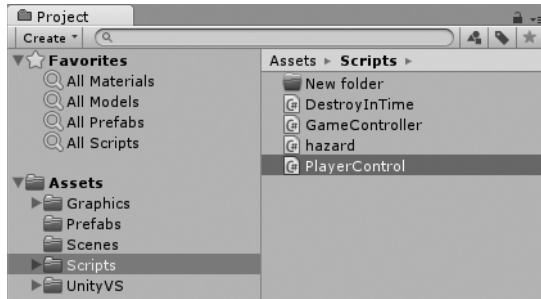 Project
Create
Favorites
All Materials
All Models
All Prefabs
All Scripts
Assets
Graphics
Prefabs
Scenes
Scripts
UnityVS
Assets Scripts
New folder
DestroyInTime
GameController
hazard
PlayerControl